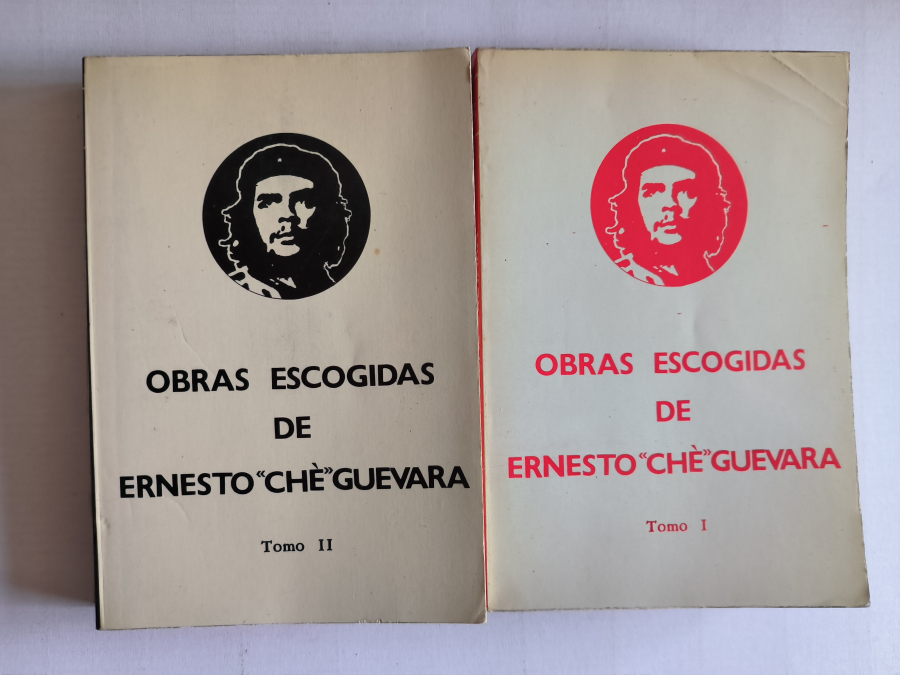 OBRAS ESCOGIDAS
DE
ERNESTO «CHÈ» GUEVARA
Tomo II
OBRAS ESCOGIDAS
DE
ERNESTO «CHÈ» GUEVARA
Tomo I